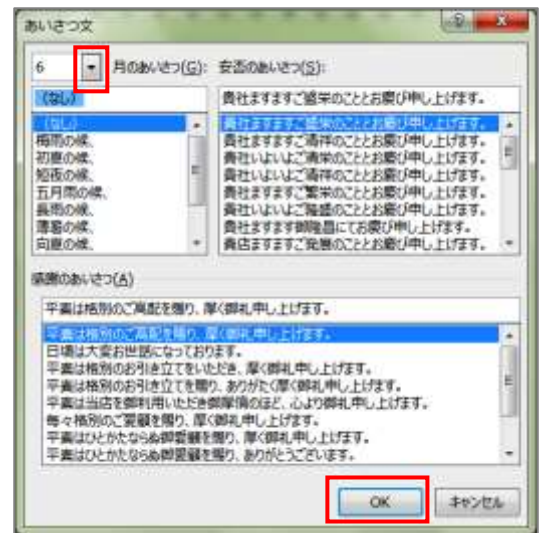 あいさつ文
6 月のあいさつ(G): 安否のあいさつ(S):
(なし) 貴社ますますご盛栄のこととお慶び申し上げます。
(なし)
梅雨の候、
初夏の候、
短夜の候、
五月雨の候、
長雨の候、
薄暑の候、
向夏の候、
貴社ますますご盛栄のこととお慶び申し上げます。
貴社ますますご清祥のこととお慶び申し上げます。
貴社いよいよご清栄のこととお慶び申し上げます。
貴社いよいよご清祥のこととお慶び申し上げます。
貴社ますますご繁栄のこととお慶び申し上げます。
貴社いよいよご隆盛のこととお慶び申し上げます。
貴社ますます御隆昌にてお慶び申し上げます。
貴店ますますご発展のこととお慶び申し上げます。
感謝のあいさつ(A)
平素は格別のご高配を賜り、厚く御礼申し上げます。
平素は格別のご高配を賜り、厚く御礼申し上げます。
日頃は大変お世話になっております。
平素は格別のお引き立てをいただき、厚く御礼申し上げます。
平素は格別のお引き立てを賜り、ありがたく厚く御礼申し上げます。
平素は当店を御利用いただき御厚情のほど、心より御礼申し上げます。
毎々格別のご愛顧を賜り、厚く御礼申し上げます。
平素はひとかたならぬ御愛顧を賜り、厚く御礼申し上げます。
平素はひとかたならぬ御愛顧を賜り、ありがとうございます。
OK キャンセル